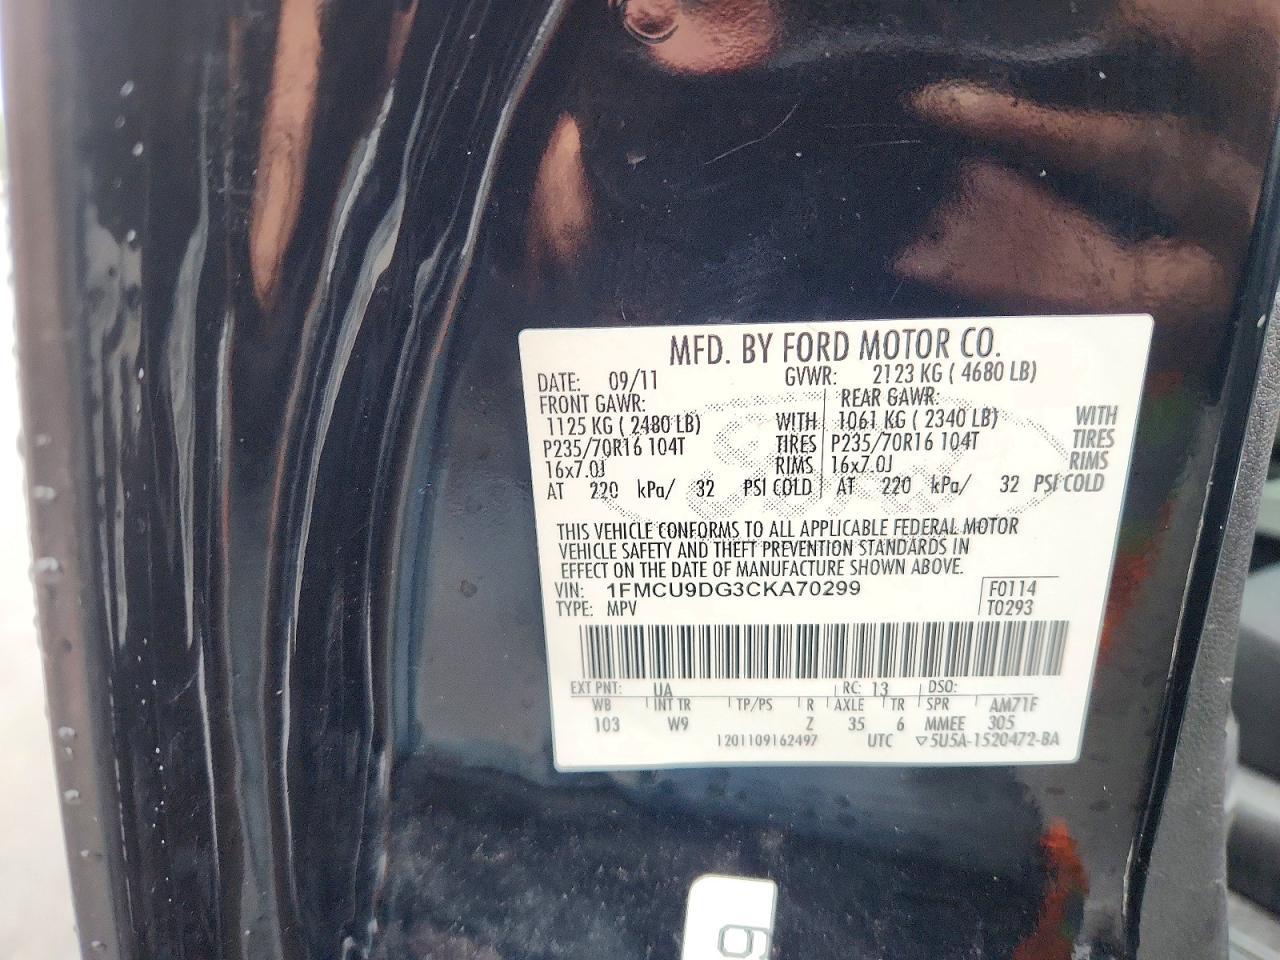 MFD. BY FORD MOTOR CO.
DATE: 09/11 GVWR: 2123 KG ( 4680 LB)
FRONT GAWR: REAR GAWR:
1125 KG ( 2480 LB) WITH 1061 KG ( 2340 LB) WITH
P235/70R16 104T TIRES P235/70R16 104T TIRES
16x7.0J RIMS 16x7.0J RIMS
AT 220 kPa/ 32 PSI COLD AT 220 kPa/ 32 PSI COLD
THIS VEHICLE CONFORMS TO ALL APPLICABLE FEDERAL MOTOR
VEHICLE SAFETY AND THEFT PREVENTION STANDARDS IN
EFFECT ON THE DATE OF MANUFACTURE SHOWN ABOVE.
VIN: 1FMCU9DG3CKA70299 F0114
TYPE: MPV T0293
EXT PNT: UA RC: 13 DSO:
WB INT TR TP/PS R AXLE TR SPR AM71F
103 W9 Z 35 6 MMEE 305
1201109162497 UTC ▽5U5A-1520472-BA